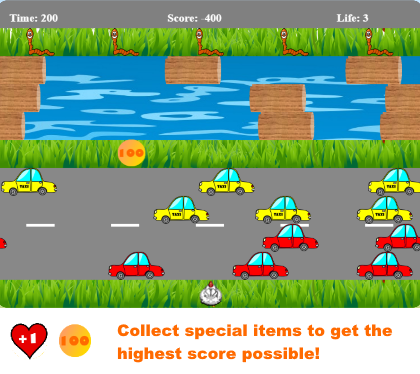 Time: 200 Score: -400 Life: 3
100
TAXI TAXI
TAXI TAXI TAXI
+1 100 Collect special items to get the
highest score possible!